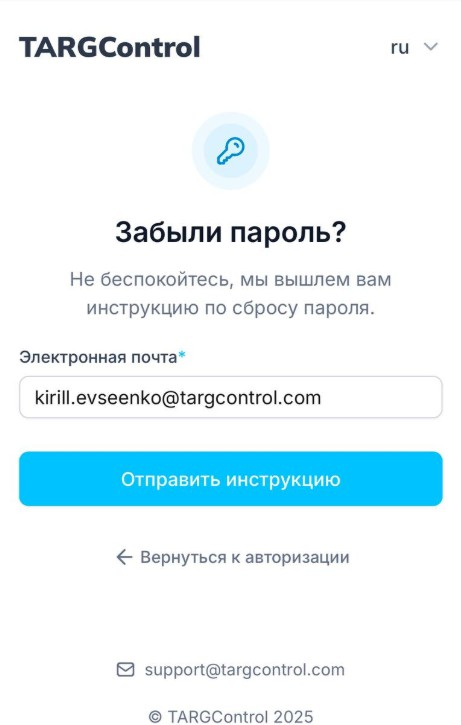 TARGControl
ru
Забыли пароль?
Не беспокойтесь, мы вышлем вам
инструкцию по сбросу пароля.
Электронная почта*
kirill.evseenko@targcontrol.com
Отправить инструкцию
← Вернуться к авторизации
support@targcontrol.com
© TARGControl 2025